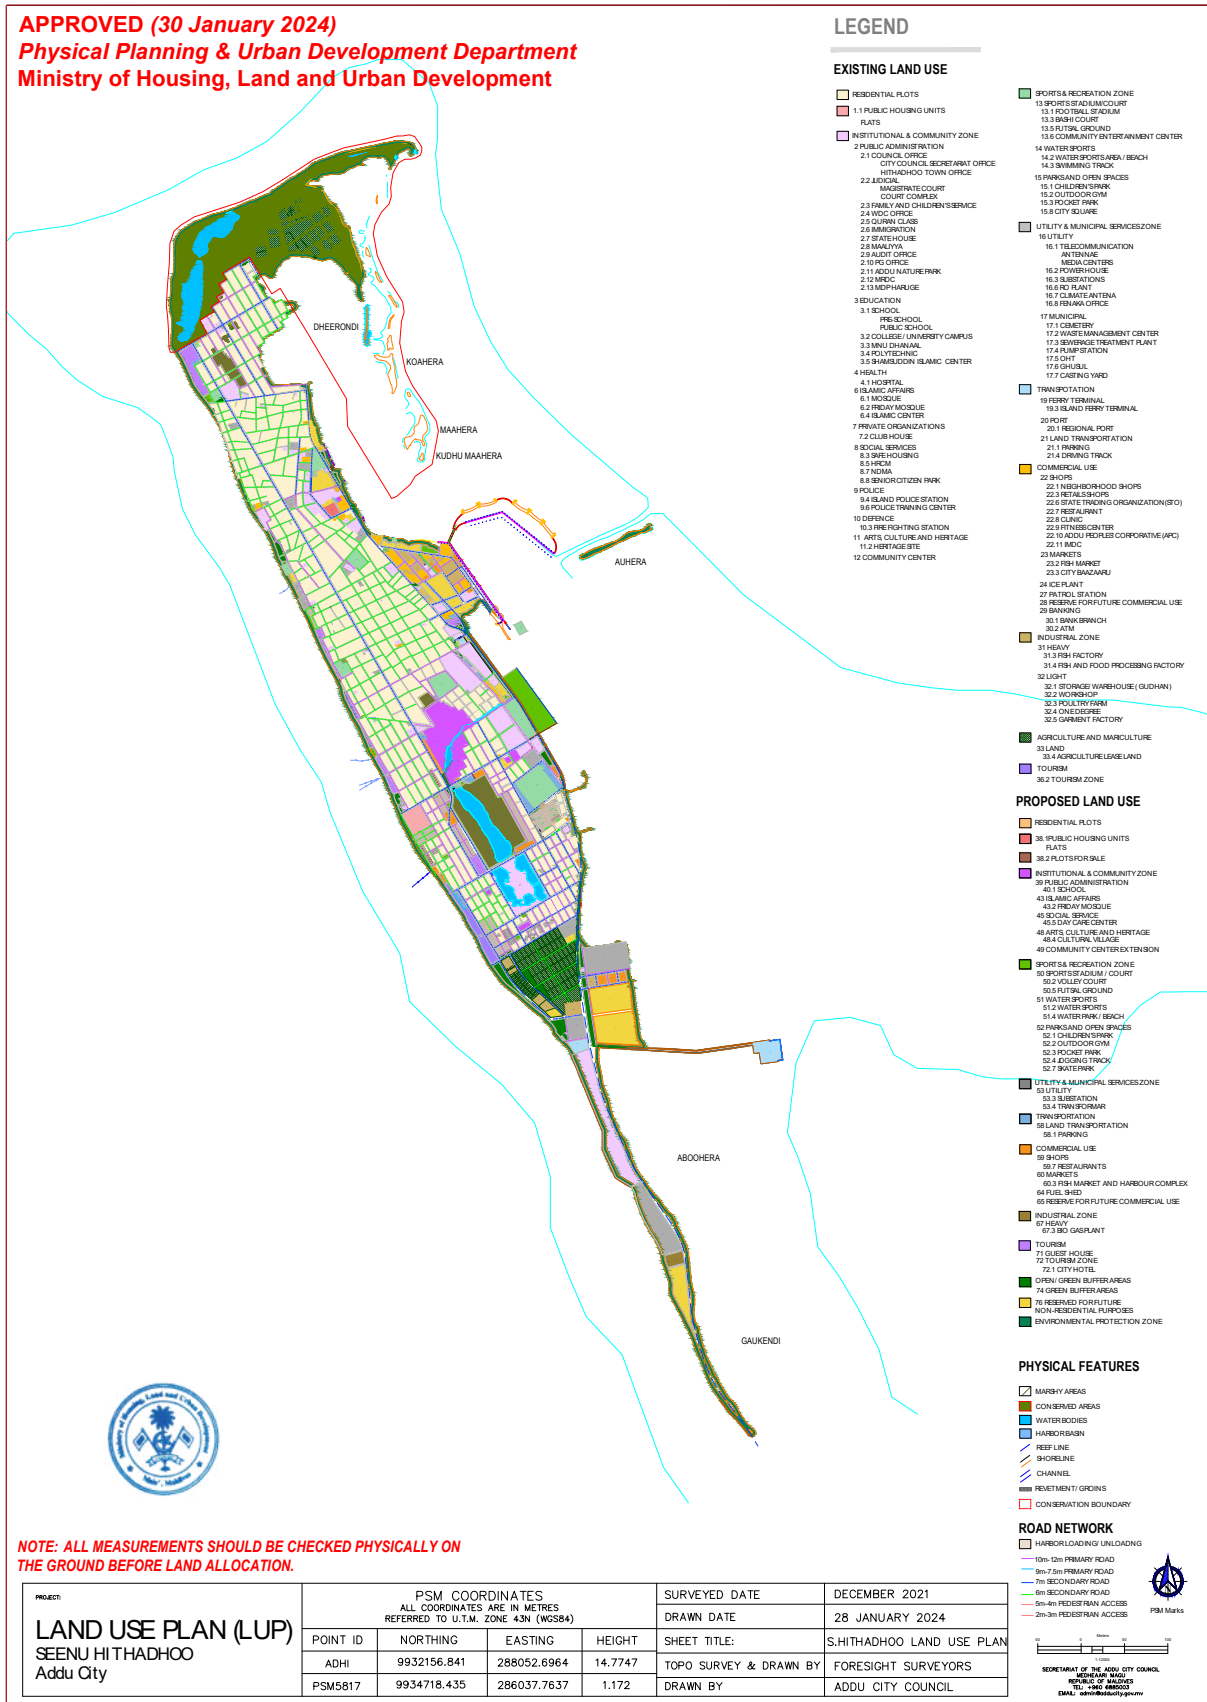 APPROVED (30 January 2024)
Physical Planning & Urban Development Department
Ministry of Housing, Land and Urban Development
LEGEND
EXISTING LAND USE
RESIDENTIAL PLOTS
1.1 PUBLIC HOUSING UNITS
FLATS
INSTITUTIONAL & COMMUNITY ZONE
2 PUBLIC ADMINISTRATION
2.1 COUNCIL OFFICE
CITY COUNCIL SECRETARIAT OFFICE
HITHADHOO TOWN OFFICE
2.2 JUDICIAL
MAGISTRATE COURT
COURT COMPLEX
2.3 FAMILY AND CHILDREN'S SERVICE
2.4 WDC OFFICE
2.5 QURAN CLASS
2.6 IMMIGRATION
2.7 STATE HOUSE
2.8 MAALIYYA
2.9 AUDIT OFFICE
2.10 PG OFFICE
2.11 ADDU NATURE PARK
2.12 MRDC
2.13 MDP HARUGE
3 EDUCATION
3.1 SCHOOL
PRE-SCHOOL
PUBLIC SCHOOL
3.2 COLLEGE / UNIVERSITY CAMPUS
3.3 MNU DHANAAL
3.4 POLYTECHNIC
3.5 SHAMSUDDIN ISLAMIC CENTER
4 HEALTH
4.1 HOSPITAL
6 ISLAMIC AFFAIRS
6.1 MOSQUE
6.2 FRIDAY MOSQUE
6.4 ISLAMIC CENTER
7 PRIVATE ORGANIZATIONS
7.2 CLUB HOUSE
8 SOCIAL SERVICES
8.3 SAFE HOUSING
8.5 HRCM
8.7 NDMA
8.8 SENIOR CITIZEN PARK
9 POLICE
9.4 ISLAND POLICE STATION
9.6 POLICE TRAINING CENTER
10 DEFENCE
10.3 FIRE FIGHTING STATION
11 ARTS, CULTURE AND HERITAGE
11.2 HERITAGE SITE
12 COMMUNITY CENTER
SPORTS & RECREATION ZONE
13 SPORTS STADIUM/COURT
13.1 FOOTBALL STADIUM
13.3 BASHI COURT
13.5 FUTSAL GROUND
13.6 COMMUNITY ENTERTAINMENT CENTER
14 WATER SPORTS
14.2 WATER SPORTS AREA / BEACH
14.3 SWIMMING TRACK
15 PARKS AND OPEN SPACES
15.1 CHILDREN'S PARK
15.2 OUTDOOR GYM
15.3 POCKET PARK
15.8 CITY SQUARE
UTILITY & MUNICIPAL SERVICES ZONE
16 UTILITY
16.1 TELECOMMUNICATION
ANTENNAE
MEDIA CENTERS
16.2 POWER HOUSE
16.3 SUBSTATIONS
16.6 RO PLANT
16.7 CLIMATE ANTENA
16.8 FENAKA OFFICE
17 MUNICIPAL
17.1 CEMETERY
17.2 WASTE MANAGEMENT CENTER
17.3 SEWERAGE TREATMENT PLANT
17.4 PUMP STATION
17.5 OHT
17.6 GHUSUL
17.7 CASTING YARD
TRANSPOTATION
19 FERRY TERMINAL
19.3 ISLAND FERRY TERMINAL
20 PORT
20.1 REGIONAL PORT
21 LAND TRANSPORTATION
21.1 PARKING
21.4 DRIVING TRACK
COMMERCIAL USE
22 SHOPS
22.1 NEIGHBORHOOD SHOPS
22.3 RETAILS SHOPS
22.6 STATE TRADING ORGANIZATION (STO)
22.7 RESTAURANT
22.8 CLINIC
22.9 FITNESS CENTER
22.10 ADDU PEOPLES CORPORATIVE (APC)
22.11 IMDC
23 MARKETS
23.2 FISH MARKET
23.3 CITY BAAZAARU
24 ICE PLANT
27 PATROL STATION
28 RESERVE FOR FUTURE COMMERCIAL USE
29 BANKING
30.1 BANK BRANCH
30.2 ATM
INDUSTRIAL ZONE
31 HEAVY
31.3 FISH FACTORY
31.4 FISH AND FOOD PROCESSING FACTORY
32 LIGHT
32.1 STORAGE/ WAREHOUSE ( GUDHAN)
32.2 WORKSHOP
32.3 POULTRY FARM
32.4 ONE DEGREE
32.5 GARMENT FACTORY
AGRICULTURE AND MARICULTURE
33 LAND
33.4 AGRICULTURE LEASE LAND
TOURISM
36.2 TOURISM ZONE
PROPOSED LAND USE
RESIDENTIAL PLOTS
38.1 PUBLIC HOUSING UNITS
FLATS
38.2 PLOTS FOR SALE
INSTITUTIONAL & COMMUNITY ZONE
39 PUBLIC ADMINISTRATION
40.1 SCHOOL
43 ISLAMIC AFFAIRS
43.2 FRIDAY MOSQUE
45 SOCIAL SERVICE
45.5 DAY CARE CENTER
48 ARTS, CULTURE AND HERITAGE
48.4 CULTURAL VILLAGE
49 COMMUNITY CENTER EXTENSION
SPORTS & RECREATION ZONE
50 SPORTS STADIUM / COURT
50.2 VOLLEY COURT
50.5 FUTSAL GROUND
51 WATER SPORTS
51.2 WATER SPORTS
51.4 WATER PARK / BEACH
52 PARKS AND OPEN SPACES
52.1 CHILDREN'S PARK
52.2 OUTDOOR GYM
52.3 POCKET PARK
52.4 JOGGING TRACK
52.7 SKATE PARK
UTILITY & MUNICIPAL SERVICES ZONE
53 UTILITY
53.3 SUBSTATION
53.4 TRANSFORMAR
TRANSPORTATION
58 LAND TRANSPORTATION
58.1 PARKING
COMMERCIAL USE
59 SHOPS
59.7 RESTAURANTS
60 MARKETS
60.3 FISH MARKET AND HARBOUR COMPLEX
64 FUEL SHED
65 RESERVE FOR FUTURE COMMERCIAL USE
INDUSTRIAL ZONE
67 HEAVY
67.3 BIO GAS PLANT
TOURISM
71 GUEST HOUSE
72 TOURISM ZONE
72.1 CITY HOTEL
OPEN/ GREEN BUFFER AREAS
74 GREEN BUFFER AREAS
76 RESERVED FOR FUTURE
NON-RESIDENTIAL PURPOSES
ENVIRONMENTAL PROTECTION ZONE
PHYSICAL FEATURES
MARSHY AREAS
CONSERVED AREAS
WATER BODIES
HARBOR BASIN
REEF LINE
SHORELINE
CHANNEL
REVETMENT/ GROINS
CONSERVATION BOUNDARY
ROAD NETWORK
HARBOR LOADING/ UNLOADNG
10m-12m PRIMARY ROAD
9m-7.5m PRIMARY ROAD
7m SECONDARY ROAD
6m SECONDARY ROAD
5m-4m PEDESTRIAN ACCESS
2m-3m PEDESTRIAN ACCESS
PSM Marks
Meters
1:12000
SECRETARIAT OF THE ADDU CITY COUNCIL
MEDHEAARI MAGU
REPUBLIC OF MALDIVES
TEL: +960 6885003
EMAIL: admin@adducity.gov.mv
DHEERONDI
KOAHERA
MAAHERA
KUDHU MAAHERA
AUHERA
ABOOHERA
GAUKENDI
Ministry of Housing, Land and Urban Development
Male', Maldives
NOTE: ALL MEASUREMENTS SHOULD BE CHECKED PHYSICALLY ON
THE GROUND BEFORE LAND ALLOCATION.
PROJECT:
LAND USE PLAN (LUP)
SEENU HITHADHOO
Addu City
PSM COORDINATES
ALL COORDINATES ARE IN METRES
REFERRED TO U.T.M. ZONE 43N (WGS84)
POINT ID NORTHING EASTING HEIGHT
ADHI 9932156.841 288052.6964 14.7747
PSM5817 9934718.435 286037.7637 1.172
SURVEYED DATE DECEMBER 2021
DRAWN DATE 28 JANUARY 2024
SHEET TITLE: S.HITHADHOO LAND USE PLAN
TOPO SURVEY & DRAWN BY FORESIGHT SURVEYORS
DRAWN BY ADDU CITY COUNCIL